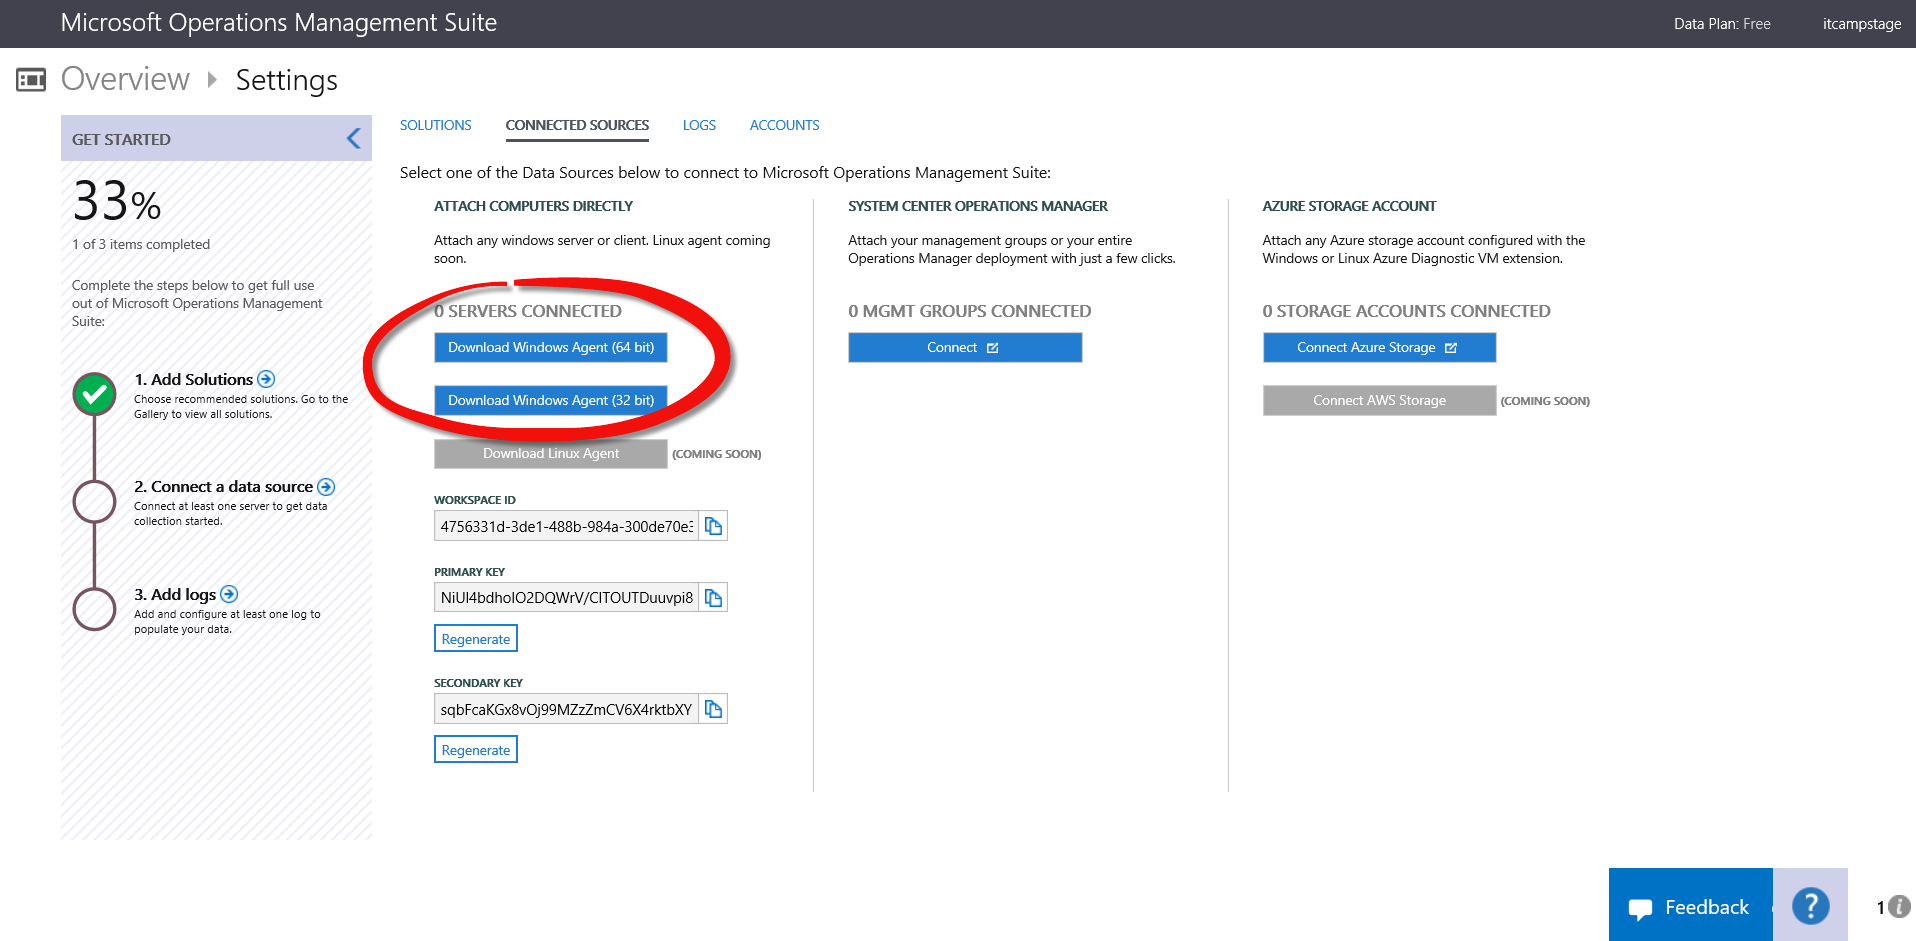 Microsoft Operations Management Suite
Data Plan: Free
itcampstage
Overview
Settings
GET STARTED
33%
1 of 3 items completed
Complete the steps below to get full use
out of Microsoft Operations Management
Suite:
1. Add Solutions
Choose recommended solutions. Go to the
Gallery to view all solutions.
2. Connect a data source
Connect at least one server to get data
collection started.
3. Add logs
Add and configure at least one log to
populate your data.
SOLUTIONS
CONNECTED SOURCES
LOGS
ACCOUNTS
Select one of the Data Sources below to connect to Microsoft Operations Management Suite:
ATTACH COMPUTERS DIRECTLY
Attach any windows server or client. Linux agent coming
soon.
0 SERVERS CONNECTED
Download Windows Agent (64 bit)
Download Windows Agent (32 bit)
Download Linux Agent
(COMING SOON)
WORKSPACE ID
4756331d-3de1-488b-984a-300de70e3
PRIMARY KEY
NiUI4bdhoIO2DQWrV/CITOUTDuuvpi8
Regenerate
SECONDARY KEY
sqbFcaKGx8vOj99MZzZmCV6X4rktbXY
Regenerate
SYSTEM CENTER OPERATIONS MANAGER
Attach your management groups or your entire
Operations Manager deployment with just a few clicks.
0 MGMT GROUPS CONNECTED
Connect
AZURE STORAGE ACCOUNT
Attach any Azure storage account configured with the
Windows or Linux Azure Diagnostic VM extension.
0 STORAGE ACCOUNTS CONNECTED
Connect Azure Storage
Connect AWS Storage
(COMING SOON)
Feedback
?
1